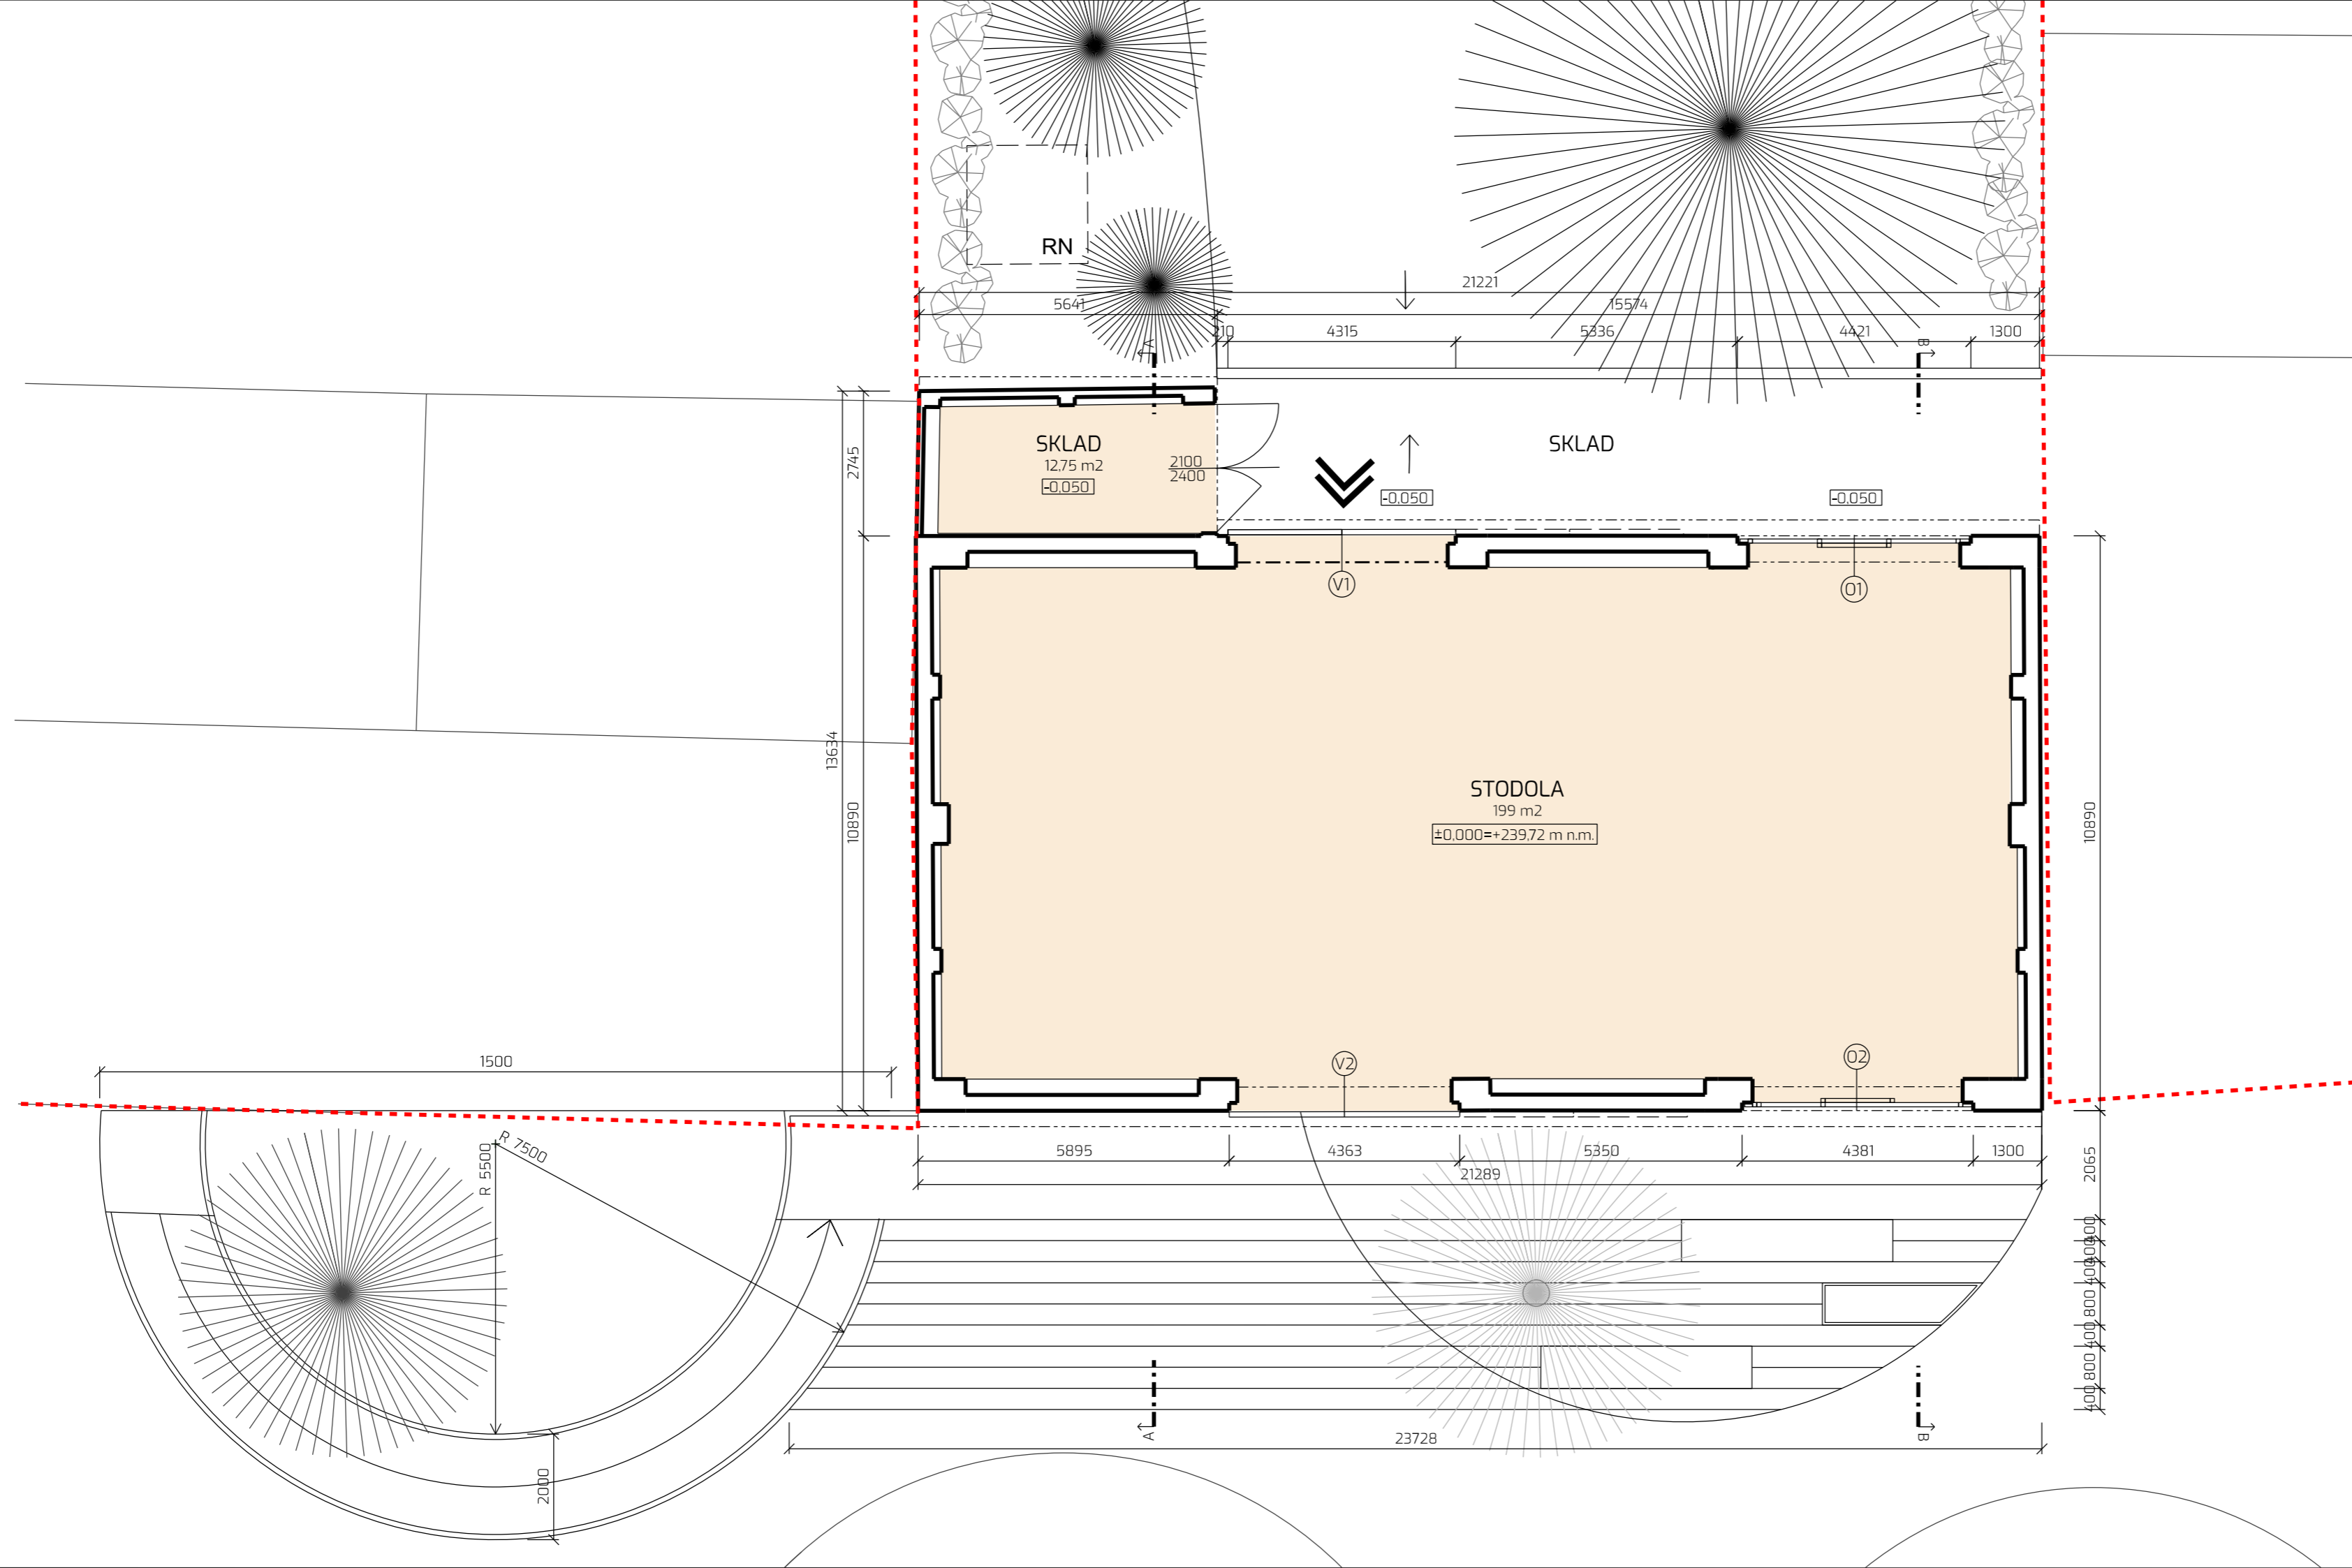 RN
21221
5641
15574
210
4315
5336
4421
1300
A
B
SKLAD
12,75 m2
-0,050
2100
2400
SKLAD
-0,050
-0,050
2745
V1
O1
13634
10890
STODOLA
199 m2
±0,000=+239,72 m n.m.
10890
1500
V2
O2
R 7500
R 5500
5895
4363
5350
4381
1300
21289
2065
400
400
400
800
400
800
400
23728
A
B
2000